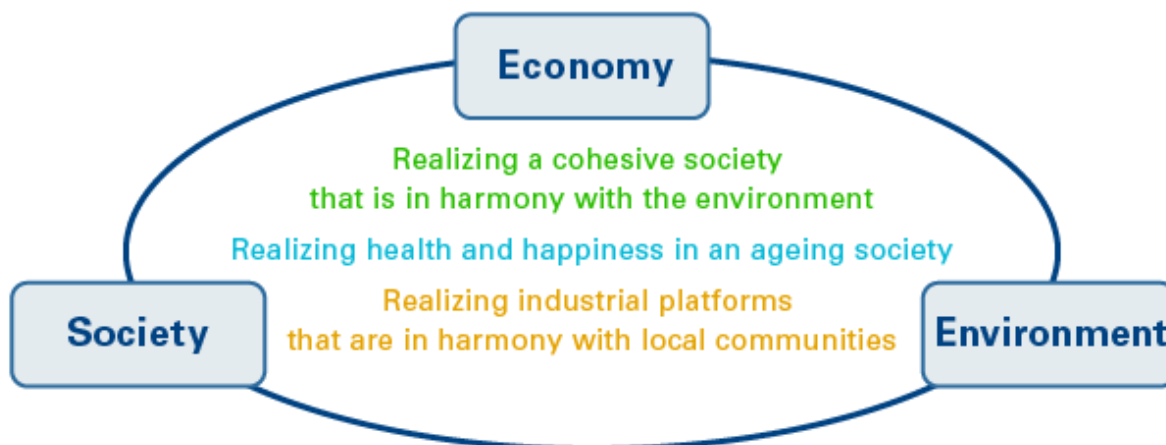 Economy
Realizing a cohesive society
that is in harmony with the environment
Realizing health and happiness in an ageing society
Realizing industrial platforms
that are in harmony with local communities
Society
Environment